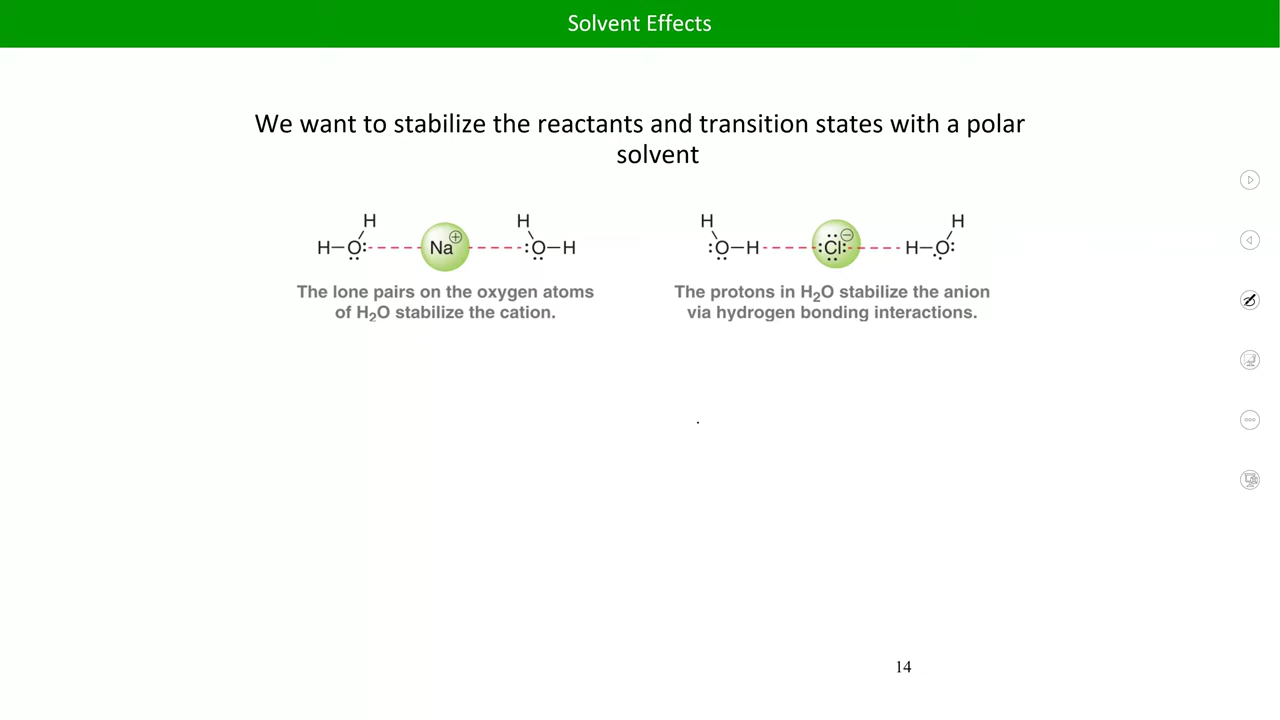 Solvent Effects
We want to stabilize the reactants and transition states with a polar
solvent
H H H H
H–O: Na⊕ :O–H :O–H :Cl:⊖ H–O:
The lone pairs on the oxygen atoms The protons in H₂O stabilize the anion
of H₂O stabilize the cation. via hydrogen bonding interactions.
14